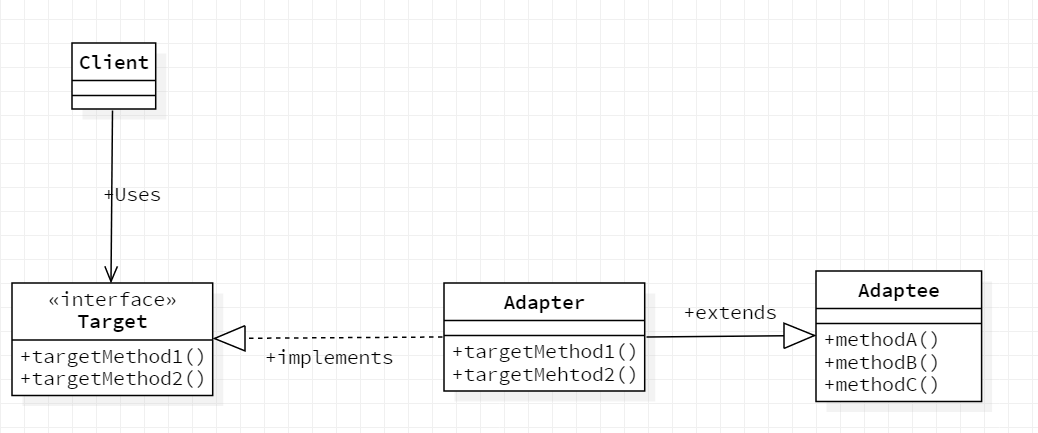 Client
+Uses
«interface»
Target
+targetMethod1()
+targetMethod2()
+implements
Adapter
+targetMethod1()
+targetMehtod2()
+extends
Adaptee
+methodA()
+methodB()
+methodC()